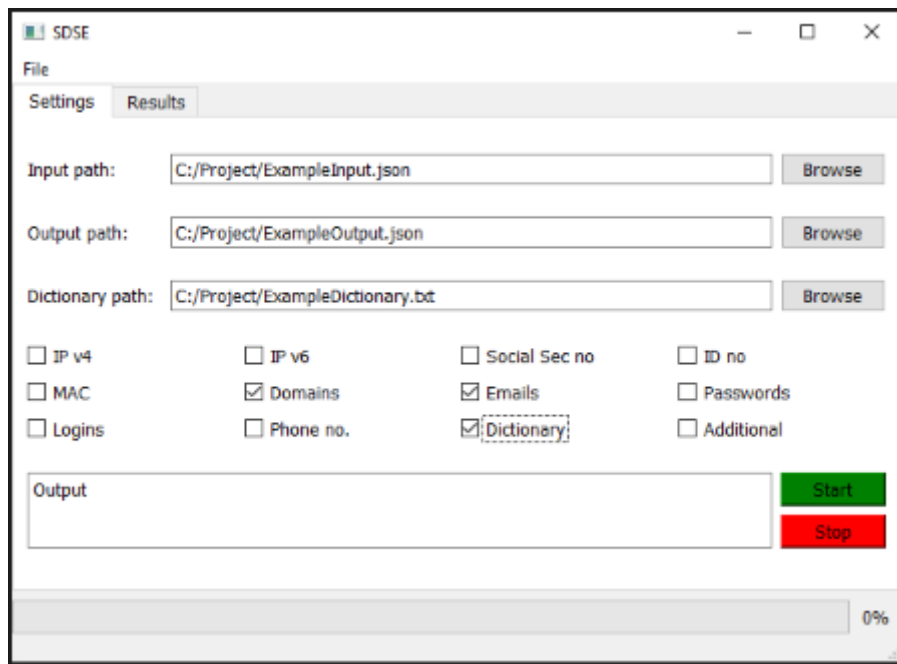 SDSE
File
Settings Results
Input path: C:/Project/ExampleInput.json Browse
Output path: C:/Project/ExampleOutput.json Browse
Dictionary path: C:/Project/ExampleDictionary.txt Browse
IP v4 IP v6 Social Sec no ID no
MAC Domains Emails Passwords
Logins Phone no. Dictionary Additional
Output Start
Stop
0%